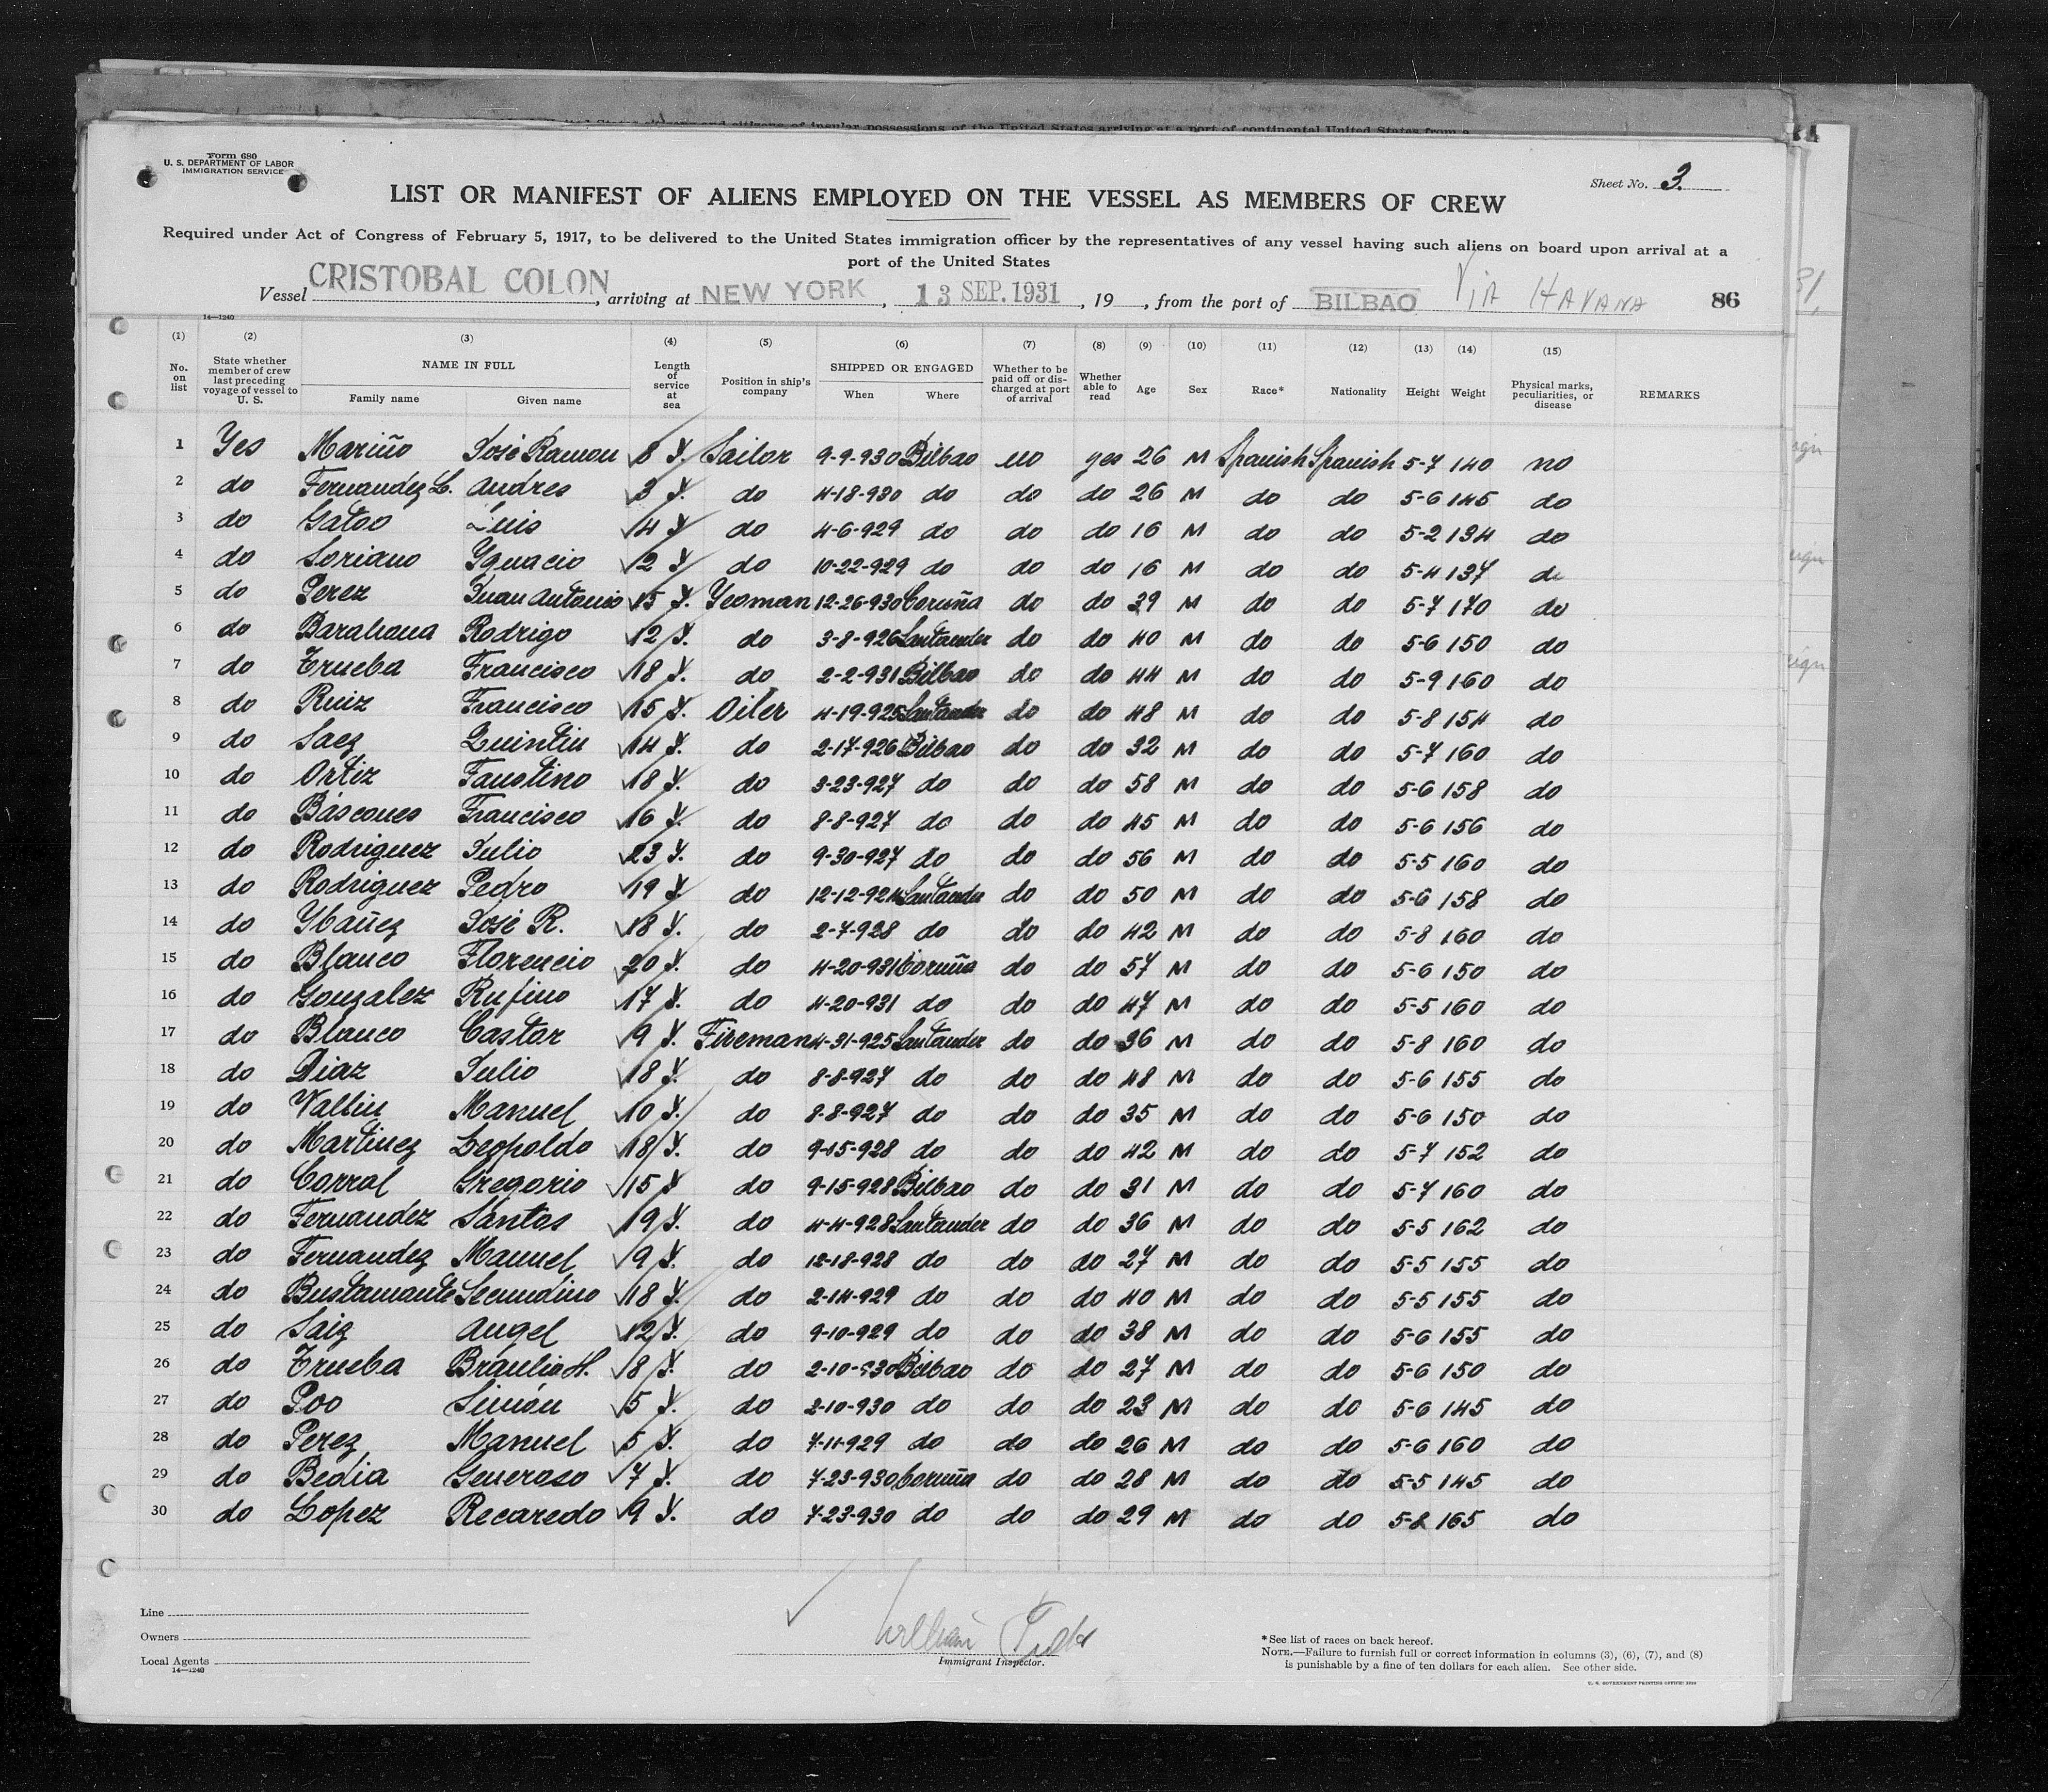 Form 680
U. S. DEPARTMENT OF LABOR
IMMIGRATION SERVICE
Sheet No. 3.
LIST OR MANIFEST OF ALIENS EMPLOYED ON THE VESSEL AS MEMBERS OF CREW
Required under Act of Congress of February 5, 1917, to be delivered to the United States immigration officer by the representatives of any vessel having such aliens on board upon arrival at a
port of the United States
Vessel CRISTOBAL COLON, arriving at NEW YORK, 13 SEP. 1931, 19, from the port of BILBAO Via HAVANA 86
14—1240
(1) (2) (3) (4) (5) (6) (7) (8) (9) (10) (11) (12) (13) (14) (15)
No. on list State whether member of crew last preceding voyage of vessel to U. S. NAME IN FULL Family name Given name Length of service at sea Position in ship's company SHIPPED OR ENGAGED When Where Whether to be paid off or discharged at port of arrival Whether able to read Age Sex Race* Nationality Height Weight Physical marks, peculiarities, or disease REMARKS
1 Yes Mariño José Ramon 8 Y. Sailor 9-9-930 Bilbao no yes 26 M Spanish Spanish 5-7 140 no
2 do Fernandez L. Andres 3 Y. do 4-18-930 do do do 26 M do do 5-6 145 do
3 do Gatoo Luis 4 Y do 4-6-929 do do do 16 M do do 5-2 134 do
4 do Soriano Ygnacio 2 Y do 10-22-929 do do do 16 M do do 5-4 137 do
5 do Perez Juan Antonio 15 Y. Yeoman 12-26-930 Coruña do do 39 M do do 5-7 170 do
6 do Barahona Rodrigo 12 Y. do 3-8-926 Santander do do 40 M do do 5-6 150 do
7 do Trueba Francisco 18 Y. do 2-2-931 Bilbao do do 44 M do do 5-9 160 do
8 do Ruiz Francisco 15 Y. Oiler 4-19-925 Santander do do 48 M do do 5-8 154 do
9 do Saez Quintin 14 Y. do 2-17-926 Bilbao do do 32 M do do 5-7 160 do
10 do Ortiz Faustino 18 Y. do 3-23-927 do do do 58 M do do 5-6 158 do
11 do Báscones Francisco 16 Y. do 8-8-927 do do do 45 M do do 5-6 156 do
12 do Rodriguez Julio 23 Y. do 9-30-927 do do do 56 M do do 5-5 160 do
13 do Rodriguez Pedro 19 Y. do 12-12-924 Santander do do 50 M do do 5-6 158 do
14 do Ybañez José R. 18 Y. do 2-7-928 do do do 42 M do do 5-8 160 do
15 do Blanco Florencio 20 Y. do 4-20-931 Coruña do do 57 M do do 5-6 150 do
16 do Gonzalez Rufino 17 Y. do 4-20-931 do do do 47 M do do 5-5 160 do
17 do Blanco Castor 9 Y. Fireman 4-31-925 Santander do do 36 M do do 5-8 160 do
18 do Diaz Julio 18 Y. do 8-8-927 do do do 48 M do do 5-6 155 do
19 do Vallin Manuel 10 Y. do 8-8-927 do do do 35 M do do 5-6 150 do
20 do Martinez Leopoldo 18 Y. do 9-15-928 do do do 42 M do do 5-7 152 do
21 do Corral Gregorio 15 Y. do 9-15-928 Bilbao do do 31 M do do 5-7 160 do
22 do Fernandez Santos 19 Y. do 4-4-928 Santander do do 36 M do do 5-5 162 do
23 do Fernandez Manuel 9 Y. do 12-18-928 do do do 27 M do do 5-5 155 do
24 do Bustamante Secundino 18 Y. do 2-14-929 do do do 40 M do do 5-5 155 do
25 do Saiz Angel 12 Y. do 9-10-929 do do do 38 M do do 5-6 155 do
26 do Trueba Braulio H. 8 Y. do 2-10-930 Bilbao do do 27 M do do 5-6 150 do
27 do Poo Simón 5 Y. do 2-10-930 do do do 23 M do do 5-6 145 do
28 do Perez Manuel 5 Y. do 7-11-929 do do do 26 M do do 5-6 160 do
29 do Bedia Generoso 7 Y. do 7-23-930 Coruña do do 28 M do do 5-5 145 do
30 do Lopez Recaredo 9 Y. do 7-23-930 do do do 29 M do do 5-8 165 do
Line
Owners
Local Agents
14—1240
William
Immigrant Inspector.
*See list of races on back hereof.
NOTE.—Failure to furnish full or correct information in columns (3), (6), (7), and (8)
is punishable by a fine of ten dollars for each alien. See other side.
U. S. GOVERNMENT PRINTING OFFICE: 1929